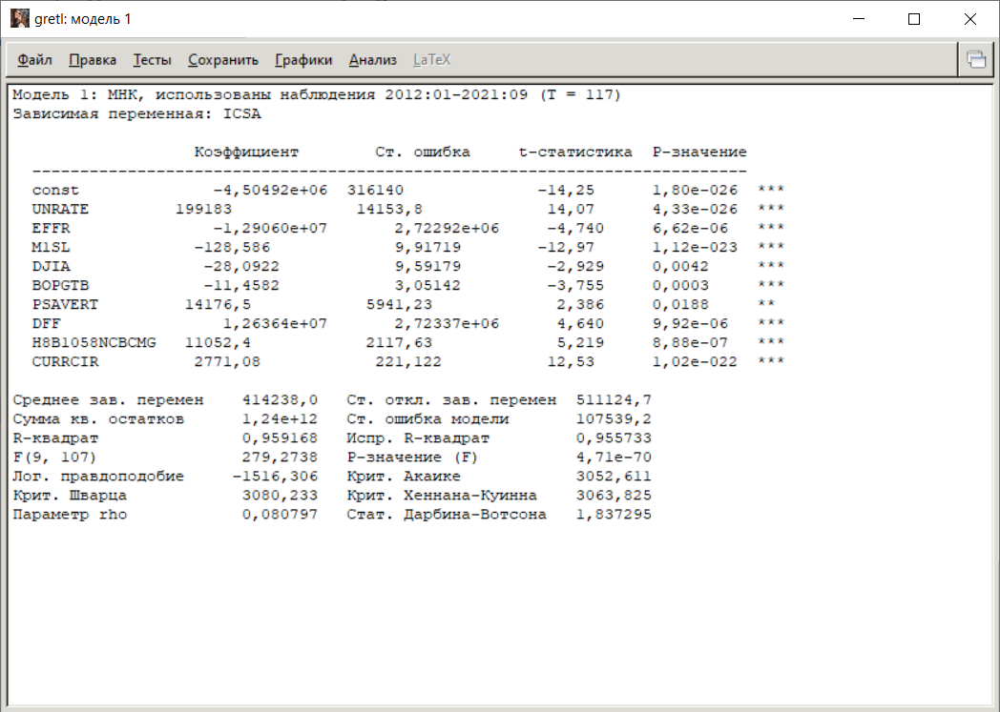 gretl: модель 1
Файл Правка Тесты Сохранить Графики Анализ LaTeX
Модель 1: МНК, использованы наблюдения 2012:01-2021:09 (T = 117)
Зависимая переменная: ICSA
Коэффициент Ст. ошибка t-статистика P-значение
---------------------------------------------------------------------------
const -4,50492e+06 316140 -14,25 1,80e-026 ***
UNRATE 199183 14153,8 14,07 4,33e-026 ***
EFFR -1,29060e+07 2,72292e+06 -4,740 6,62e-06 ***
M1SL -128,586 9,91719 -12,97 1,12e-023 ***
DJIA -28,0922 9,59179 -2,929 0,0042 ***
BOPGTB -11,4582 3,05142 -3,755 0,0003 ***
PSAVERT 14176,5 5941,23 2,386 0,0188 **
DFF 1,26364e+07 2,72337e+06 4,640 9,92e-06 ***
H8B1058NCBCMG 11052,4 2117,63 5,219 8,88e-07 ***
CURRCIR 2771,08 221,122 12,53 1,02e-022 ***
Среднее зав. перемен 414238,0 Ст. откл. зав. перемен 511124,7
Сумма кв. остатков 1,24e+12 Ст. ошибка модели 107539,2
R-квадрат 0,959168 Испр. R-квадрат 0,955733
F(9, 107) 279,2738 P-значение (F) 4,71e-70
Лог. правдоподобие -1516,306 Крит. Акаике 3052,611
Крит. Шварца 3080,233 Крит. Хеннана-Куинна 3063,825
Параметр rho 0,080797 Стат. Дарбина-Вотсона 1,837295